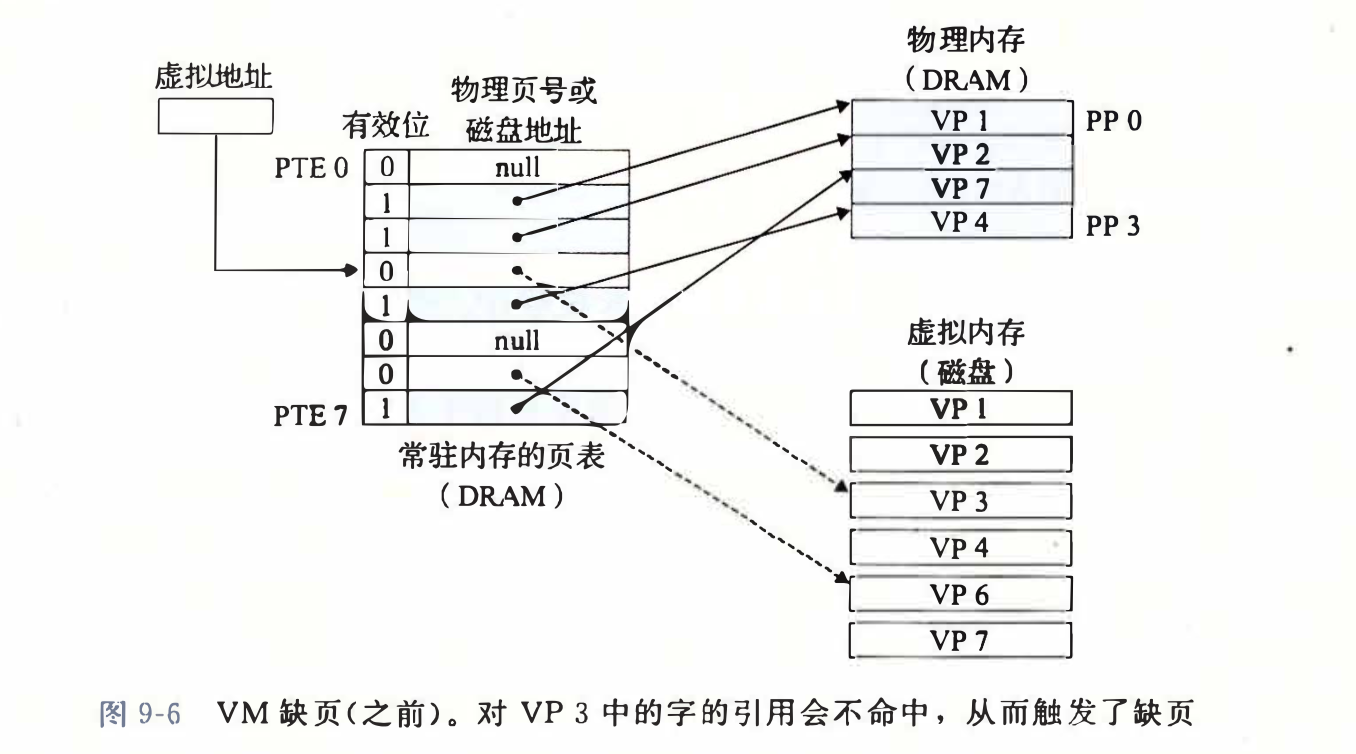 虚拟地址
有效位
物理页号或
磁盘地址
PTE 0
0
null
1
1
0
1
0
null
0
PTE 7
1
常驻内存的页表
（DRAM）
物理内存
（DRAM）
VP 1
PP 0
VP 2
VP 7
VP 4
PP 3
虚拟内存
（磁盘）
VP 1
VP 2
VP 3
VP 4
VP 6
VP 7
图 9-6 VM 缺页(之前)。对 VP 3 中的字的引用会不命中，从而触发了缺页